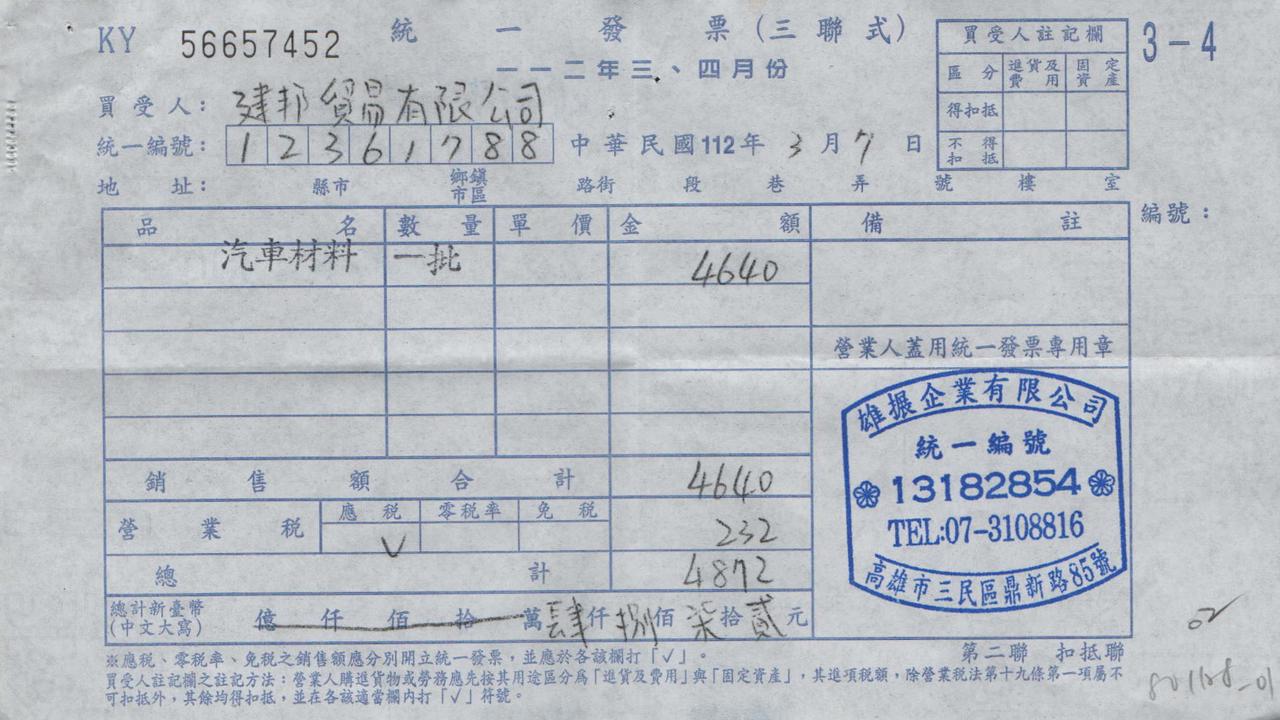 KY 56657452 統一發票(三聯式) 3-4
一一二年三、四月份
買受人註記欄
區分 進貨及費用 固定資產
得扣抵
不得扣抵
買受人: 建邦貿易有限公司
統一編號: 12361788 中華民國112年3月7日
地址: 縣市 鄉鎮市區 路街 段 巷 弄 號 樓 室
編號:
品名 數量 單價 金額 備註
汽車材料 一批 4640
營業人蓋用統一發票專用章
雄振企業有限公司
統一編號
13182854
TEL:07-3108816
高雄市三民區鼎新路85號
銷售額合計 4640
營業稅 應稅 零稅率 免稅 232
V
總計 4872
總計新臺幣(中文大寫) 億仟佰拾萬肆仟捌佰柒拾貳元
02
第二聯 扣抵聯
※應稅、零稅率、免稅之銷售額應分別開立統一發票,並應於各該欄打「√」。
買受人註記欄之註記方法:營業人購進貨物或勞務應先按其用途區分為「進貨及費用」與「固定資產」,其進項稅額,除營業稅法第十九條第一項屬不
可扣抵外,其餘均得扣抵,並在各該適當欄內打「√」符號。